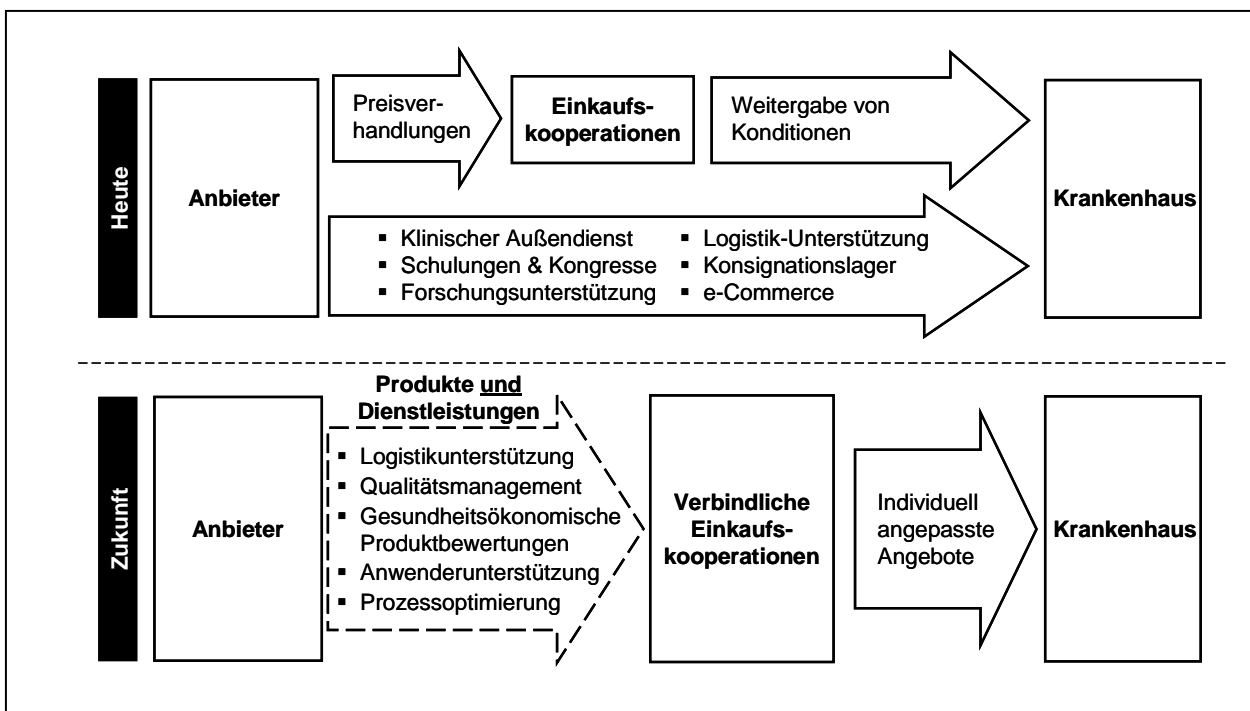 Heute
Anbieter
Preisver-
handlungen
Einkaufs-
kooperationen
Weitergabe von
Konditionen
▪ Klinischer Außendienst
▪ Schulungen & Kongresse
▪ Forschungsunterstützung
▪ Logistik-Unterstützung
▪ Konsignationslager
▪ e-Commerce
Krankenhaus
Zukunft
Anbieter
Produkte und
Dienstleistungen
▪ Logistikunterstützung
▪ Qualitätsmanagement
▪ Gesundheitsökonomische
Produktbewertungen
▪ Anwenderunterstützung
▪ Prozessoptimierung
Verbindliche
Einkaufs-
kooperationen
Individuell
angepasste
Angebote
Krankenhaus